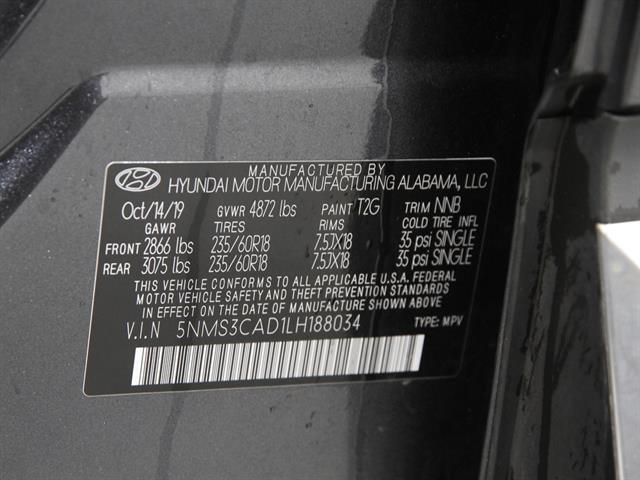 MANUFACTURED BY
HYUNDAI MOTOR MANUFACTURING ALABAMA, LLC
Oct/14/19 GVWR 4872 lbs PAINT T2G TRIM NNB
GAWR TIRES RIMS COLD TIRE INFL
FRONT 2866 lbs 235/60R18 7.5JX18 35 psi SINGLE
REAR 3075 lbs 235/60R18 7.5JX18 35 psi SINGLE
THIS VEHICLE CONFORMS TO ALL APPLICABLE U.S.A. FEDERAL
MOTOR VEHICLE SAFETY AND THEFT PREVENTION STANDARDS
IN EFFECT ON THE DATE OF MANUFACTURE SHOWN ABOVE.
V.I.N 5NMS3CAD1LH188034 TYPE: MPV